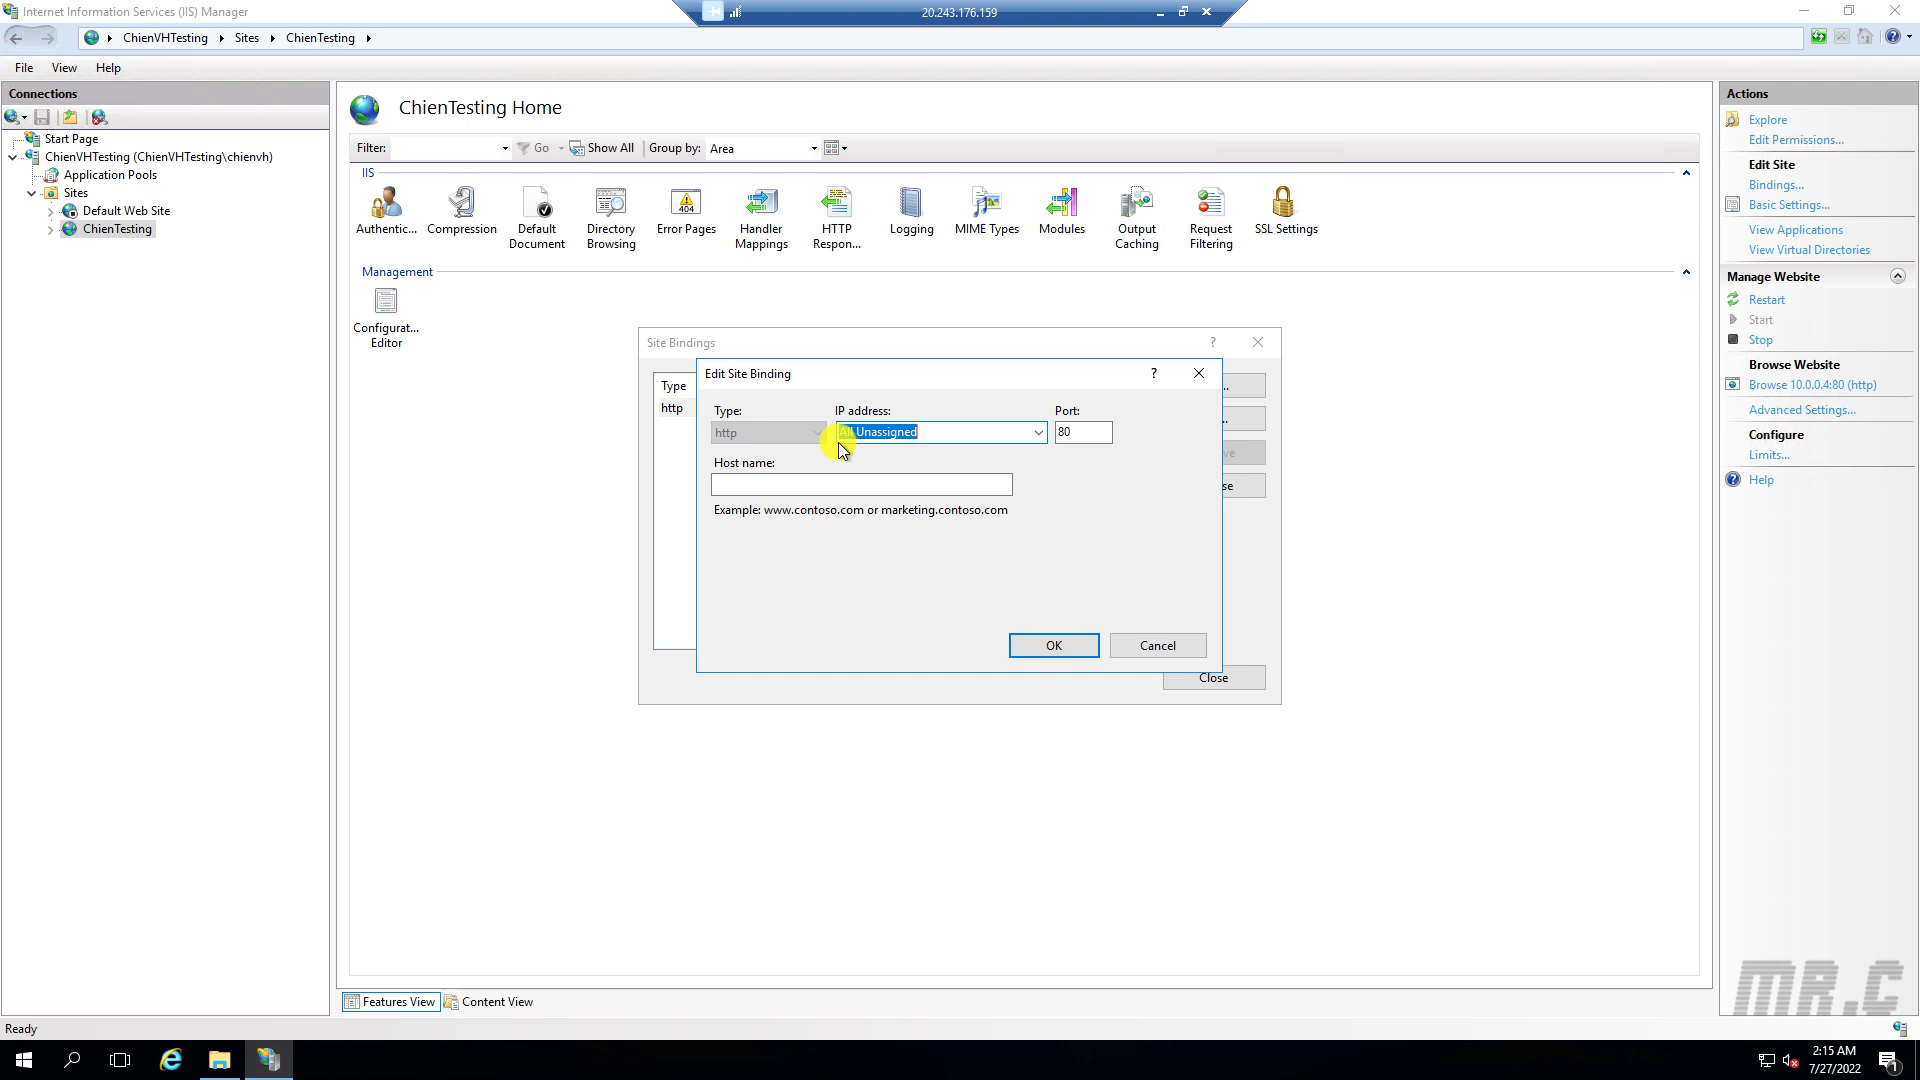 Internet Information Services (IIS) Manager
20.243.176.159
ChienVHTesting
Sites
ChienTesting
File
View
Help
Connections
Start Page
ChienVHTesting (ChienVHTesting\chienvh)
Application Pools
Sites
Default Web Site
ChienTesting
ChienTesting Home
Filter:
Go
Show All
Group by:
Area
IIS
Authentic...
Compression
Default
Document
Directory
Browsing
Error Pages
Handler
Mappings
HTTP
Respon...
Logging
MIME Types
Modules
Output
Caching
Request
Filtering
SSL Settings
Management
Configurat...
Editor
Site Bindings
?
Type
http
Close
Edit Site Binding
?
Type:
IP address:
Port:
http
All Unassigned
80
Host name:
Example: www.contoso.com or marketing.contoso.com
OK
Cancel
Actions
Explore
Edit Permissions...
Edit Site
Bindings...
Basic Settings...
View Applications
View Virtual Directories
Manage Website
Restart
Start
Stop
Browse Website
Browse 10.0.0.4:80 (http)
Advanced Settings...
Configure
Limits...
Help
MR.C
Features View
Content View
Ready
2:15 AM
7/27/2022
1